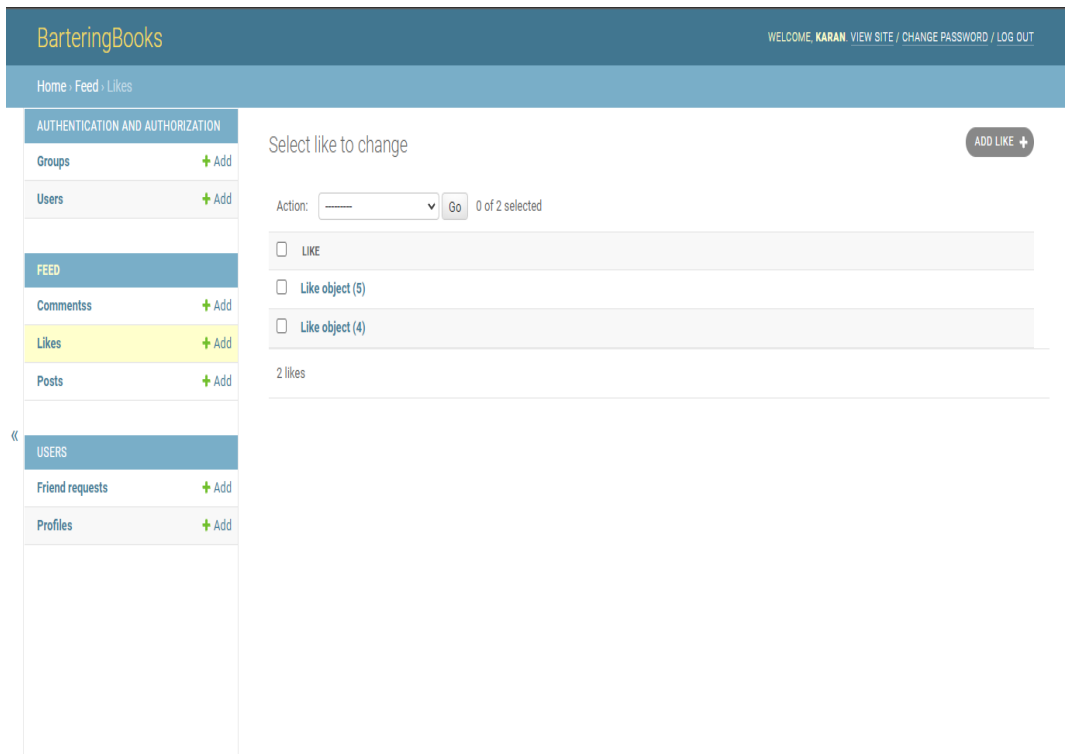 BarteringBooks
WELCOME, KARAN. VIEW SITE / CHANGE PASSWORD / LOG OUT
Home › Feed › Likes
AUTHENTICATION AND AUTHORIZATION
Groups + Add
Users + Add
FEED
Commentss + Add
Likes + Add
Posts + Add
«
USERS
Friend requests + Add
Profiles + Add
Select like to change
ADD LIKE +
Action: --------- Go 0 of 2 selected
LIKE
Like object (5)
Like object (4)
2 likes